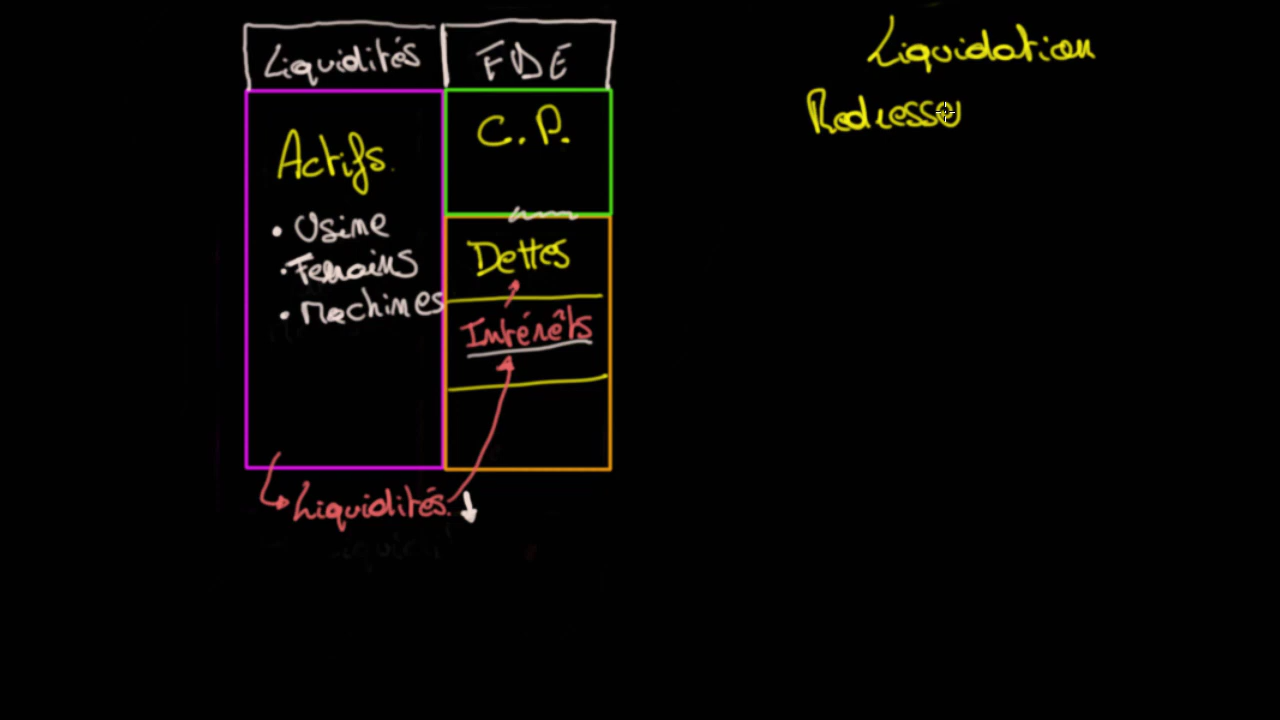 Liquidités
FDE
Actifs.
• Usine
• Terrains
• Machines
C.P.
Dettes
Intérêts
Liquidités.
Liquidation
Redresse